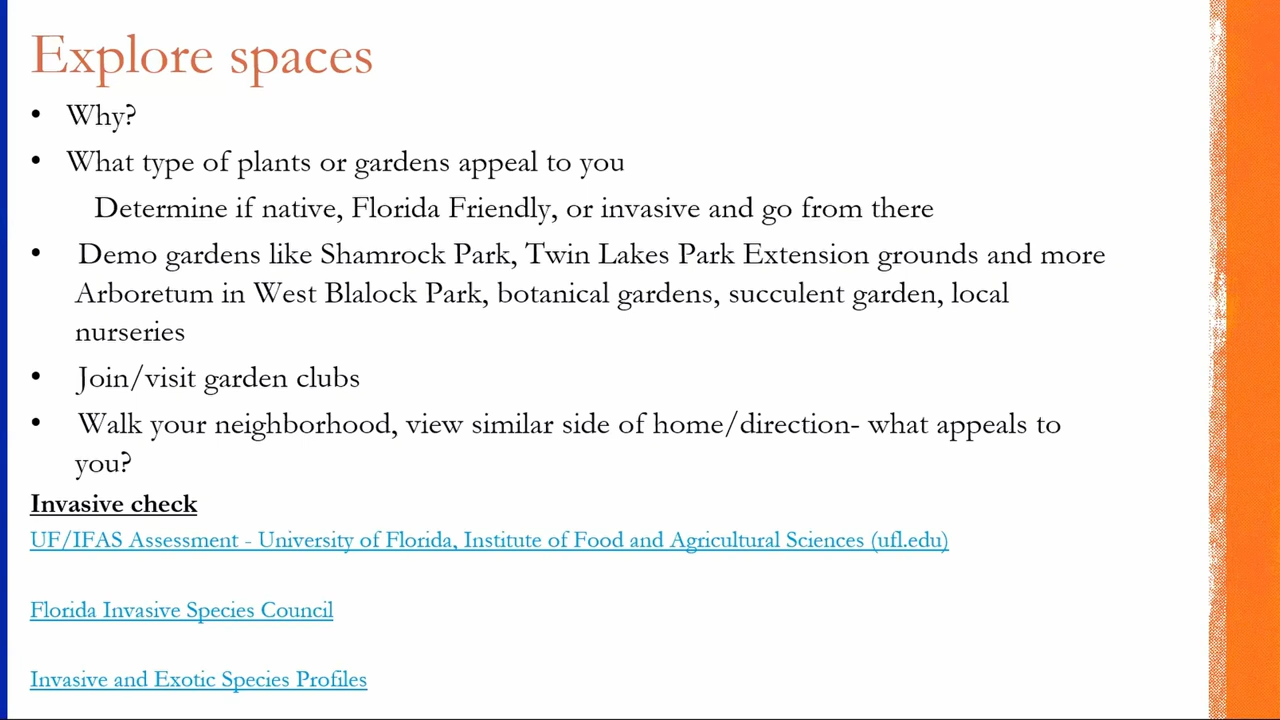 Explore spaces
• Why?
• What type of plants or gardens appeal to you
Determine if native, Florida Friendly, or invasive and go from there
• Demo gardens like Shamrock Park, Twin Lakes Park Extension grounds and more
Arboretum in West Blalock Park, botanical gardens, succulent garden, local
nurseries
• Join/visit garden clubs
• Walk your neighborhood, view similar side of home/direction- what appeals to
you?
Invasive check
UF/IFAS Assessment - University of Florida, Institute of Food and Agricultural Sciences (ufl.edu)
Florida Invasive Species Council
Invasive and Exotic Species Profiles